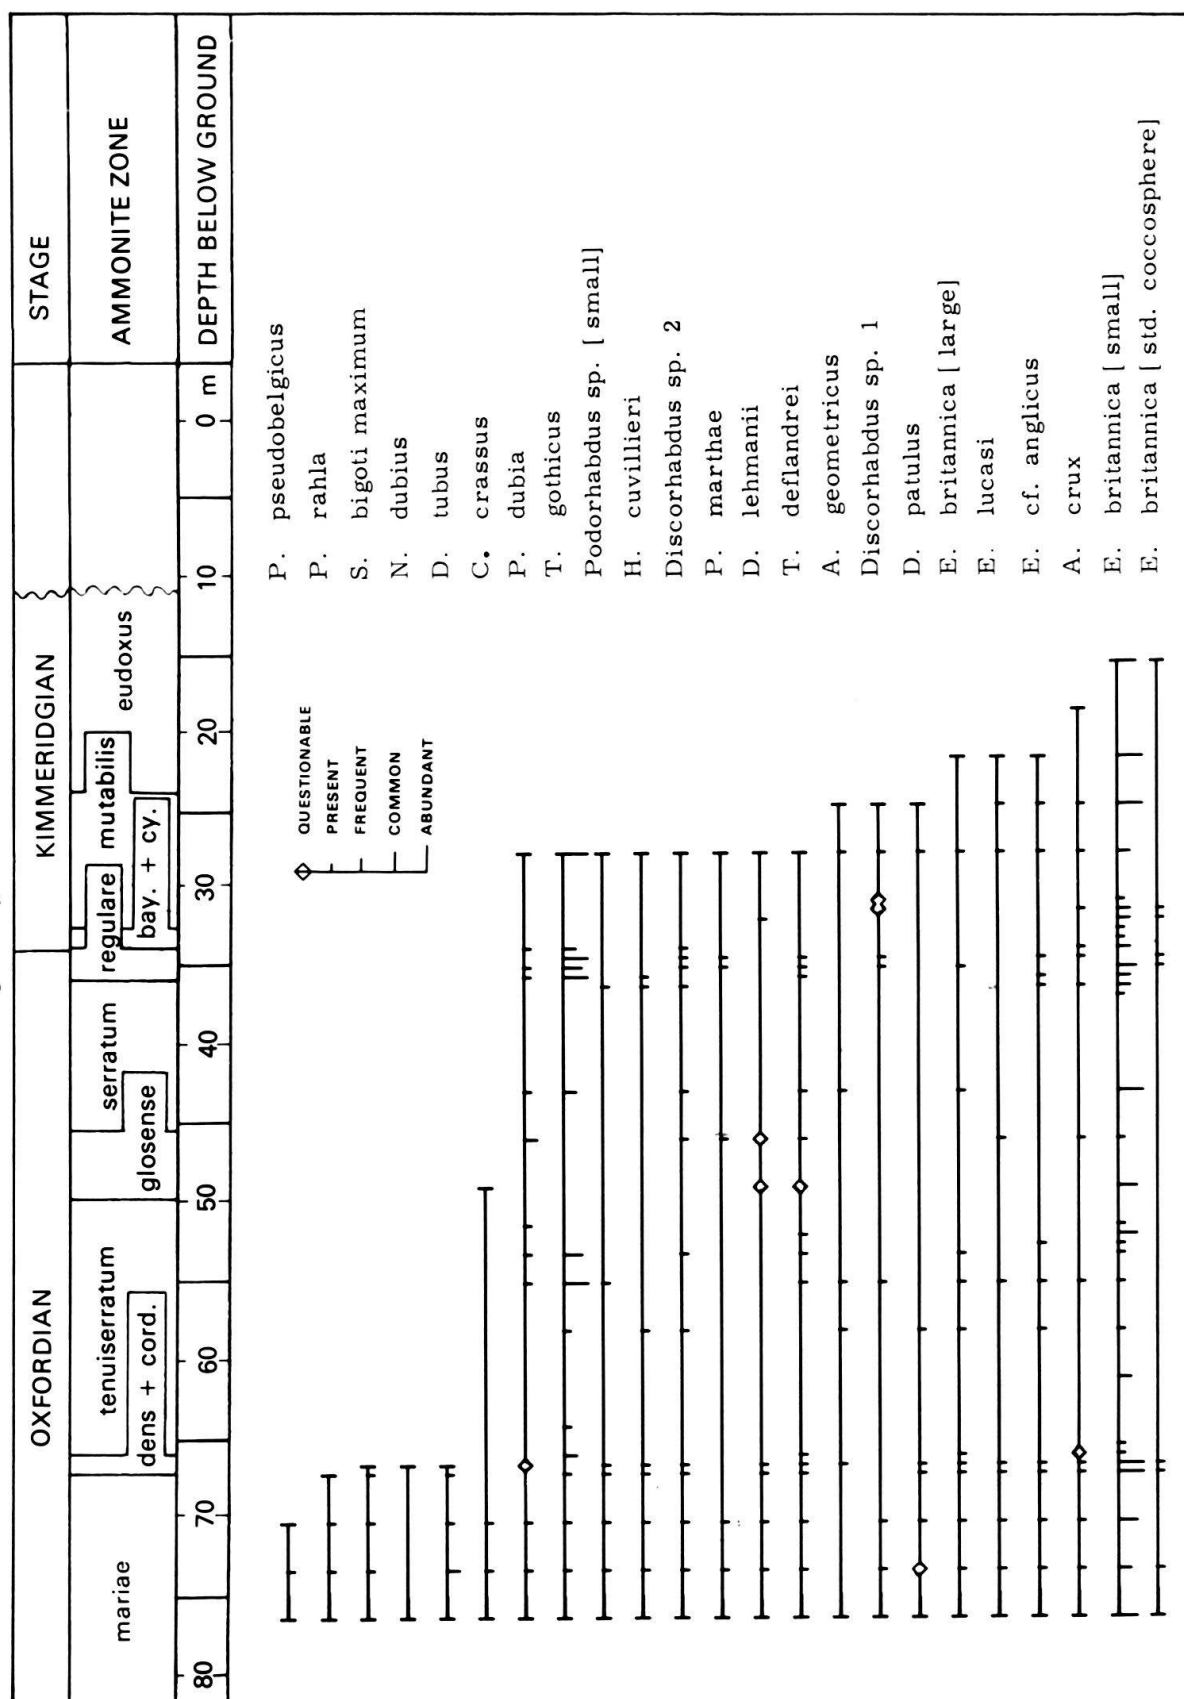 STAGE
AMMONITE ZONE
DEPTH BELOW GROUND
OXFORDIAN
KIMMERIDGIAN
mariae
dens + cord.
tenuiserratum
glosense
serratum
regulare
bay. + cy.
mutabilis
eudoxus
80
70
60
50
40
30
20
10
0 m
QUESTIONABLE
PRESENT
FREQUENT
COMMON
ABUNDANT
P. pseudobelgicus
P. rahla
S. bigoti maximum
N. dubius
D. tubus
C. crassus
P. dubia
T. gothicus
Podorhabdus sp. [ small]
H. cuvillieri
Discorhabdus sp. 2
P. marthae
D. lehmanii
T. deflandrei
A. geometricus
Discorhabdus sp. 1
D. patulus
E. britannica [ large]
E. lucasi
E. cf. anglicus
A. crux
E. britannica [ small]
E. britannica [ std. coccosphere]